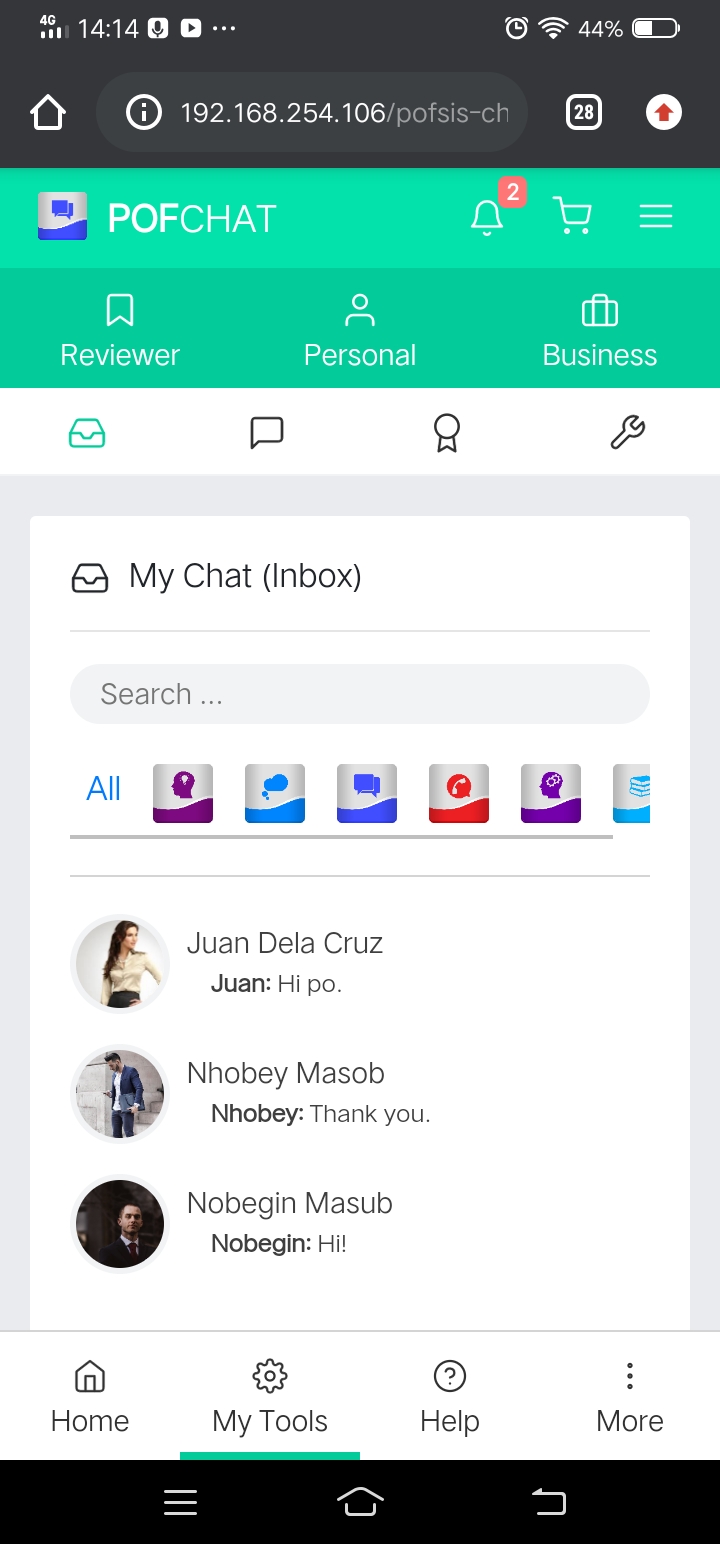 4G 14:14 44%
192.168.254.106/pofsis-ch
28
POFCHAT
2
Reviewer Personal Business
My Chat (Inbox)
Search ...
All
Juan Dela Cruz
Juan: Hi po.
Nhobey Masob
Nhobey: Thank you.
Nobegin Masub
Nobegin: Hi!
Home My Tools Help More